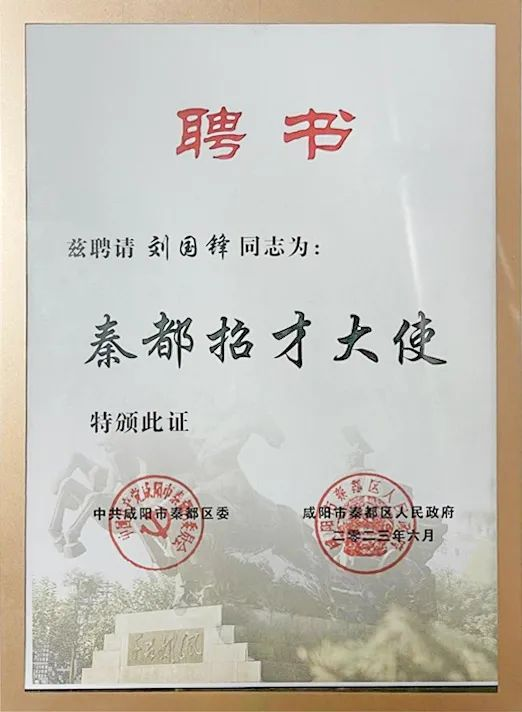 聘书
兹聘请 刘国锋 同志为：
秦都招才大使
特颁此证
中共咸阳市秦都区委
咸阳市秦都区人民政府
二〇二三年六月